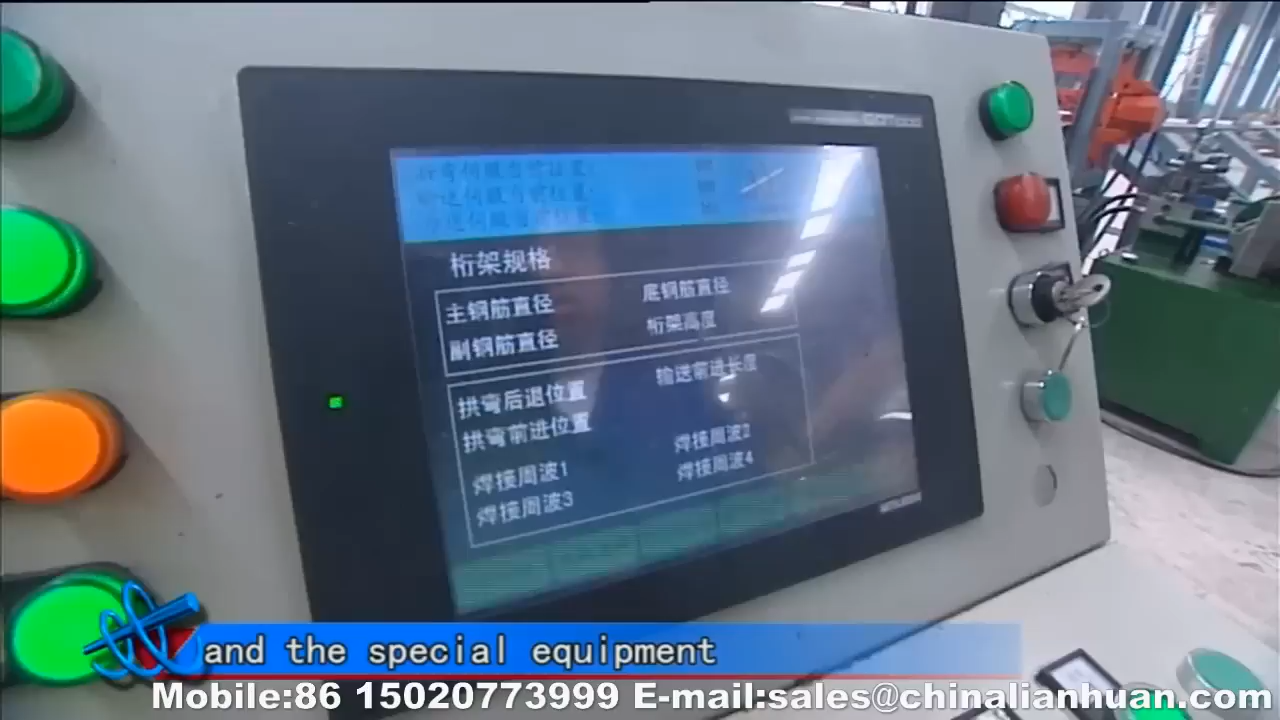 桁架规格
主钢筋直径 底钢筋直径
副钢筋直径 桁架高度
拱弯后退位置 输送前进长度
拱弯前进位置
焊接周波1 焊接周波2
焊接周波3 焊接周波4
and the special equipment
Mobile:86 15020773999 E-mail:sales@chinalianhuan.com